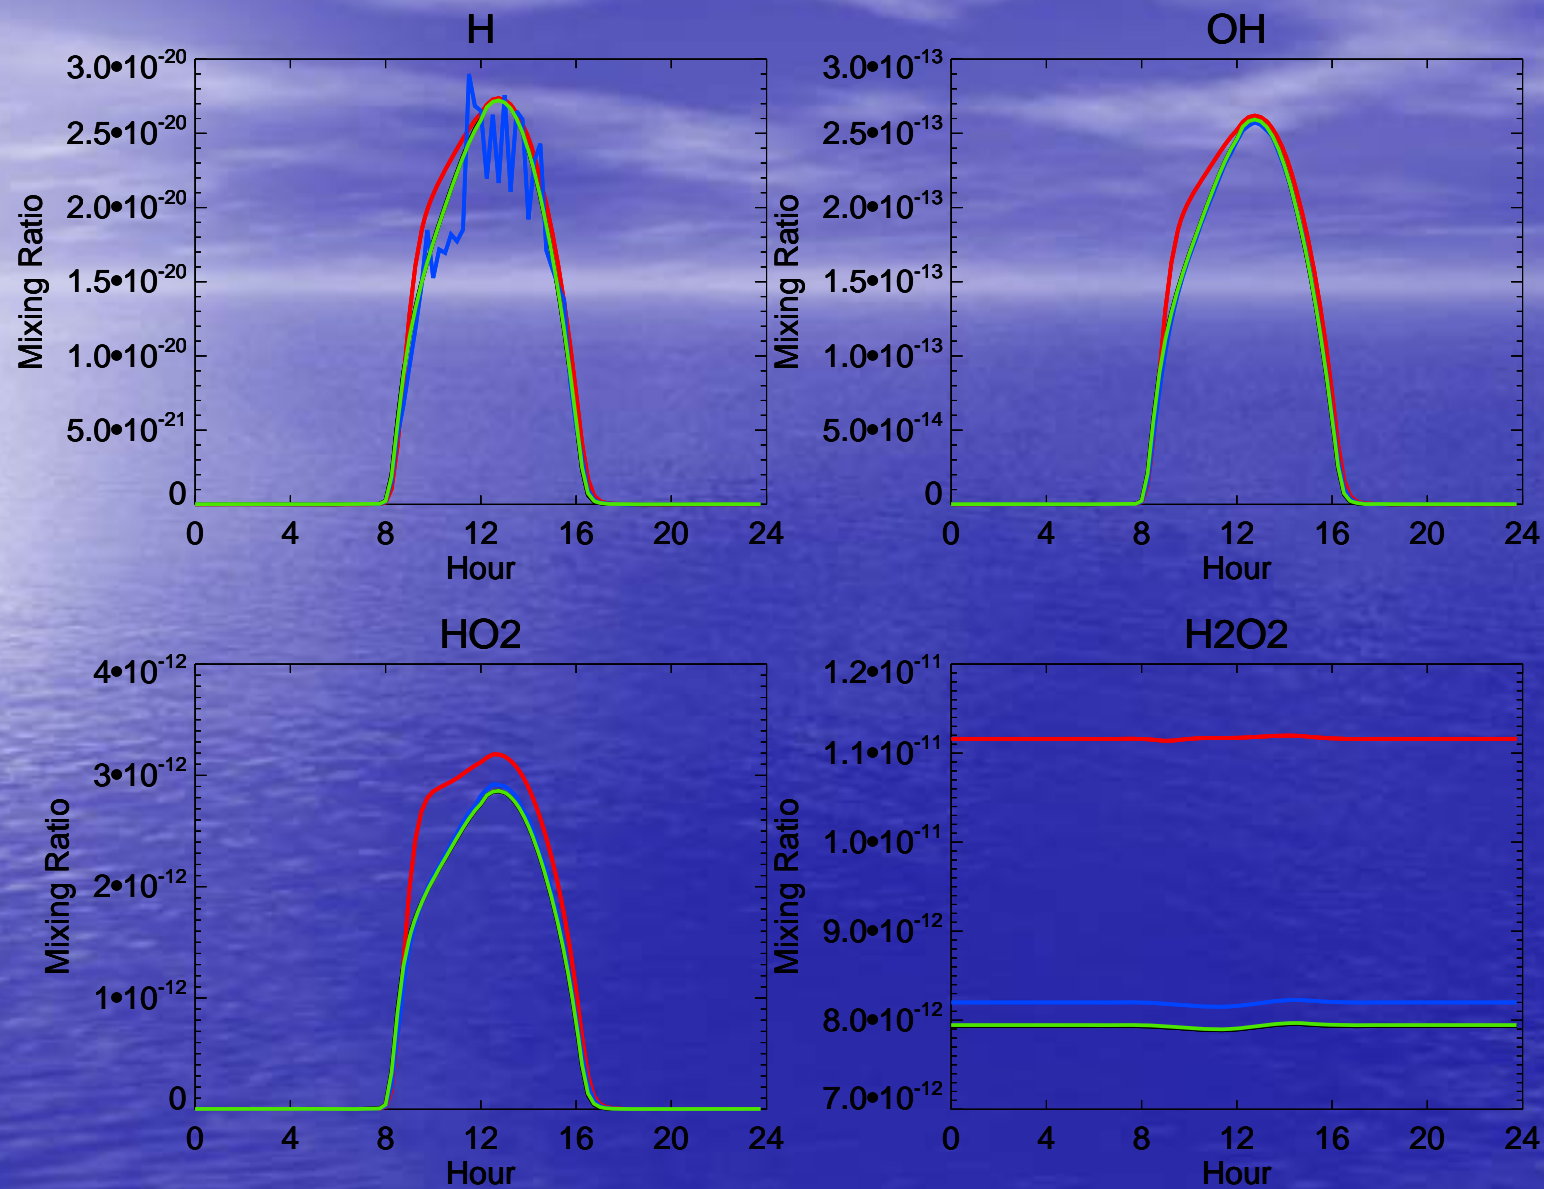 H
3.0•10⁻²⁰
2.5•10⁻²⁰
2.0•10⁻²⁰
1.5•10⁻²⁰
1.0•10⁻²⁰
5.0•10⁻²¹
0
Mixing Ratio
0 4 8 12 16 20 24
Hour
OH
3.0•10⁻¹³
2.5•10⁻¹³
2.0•10⁻¹³
1.5•10⁻¹³
1.0•10⁻¹³
5.0•10⁻¹⁴
0
Mixing Ratio
0 4 8 12 16 20 24
Hour
HO2
4•10⁻¹²
3•10⁻¹²
2•10⁻¹²
1•10⁻¹²
0
Mixing Ratio
0 4 8 12 16 20 24
Hour
H2O2
1.2•10⁻¹¹
1.1•10⁻¹¹
1.0•10⁻¹¹
9.0•10⁻¹²
8.0•10⁻¹²
7.0•10⁻¹²
Mixing Ratio
0 4 8 12 16 20 24
Hour